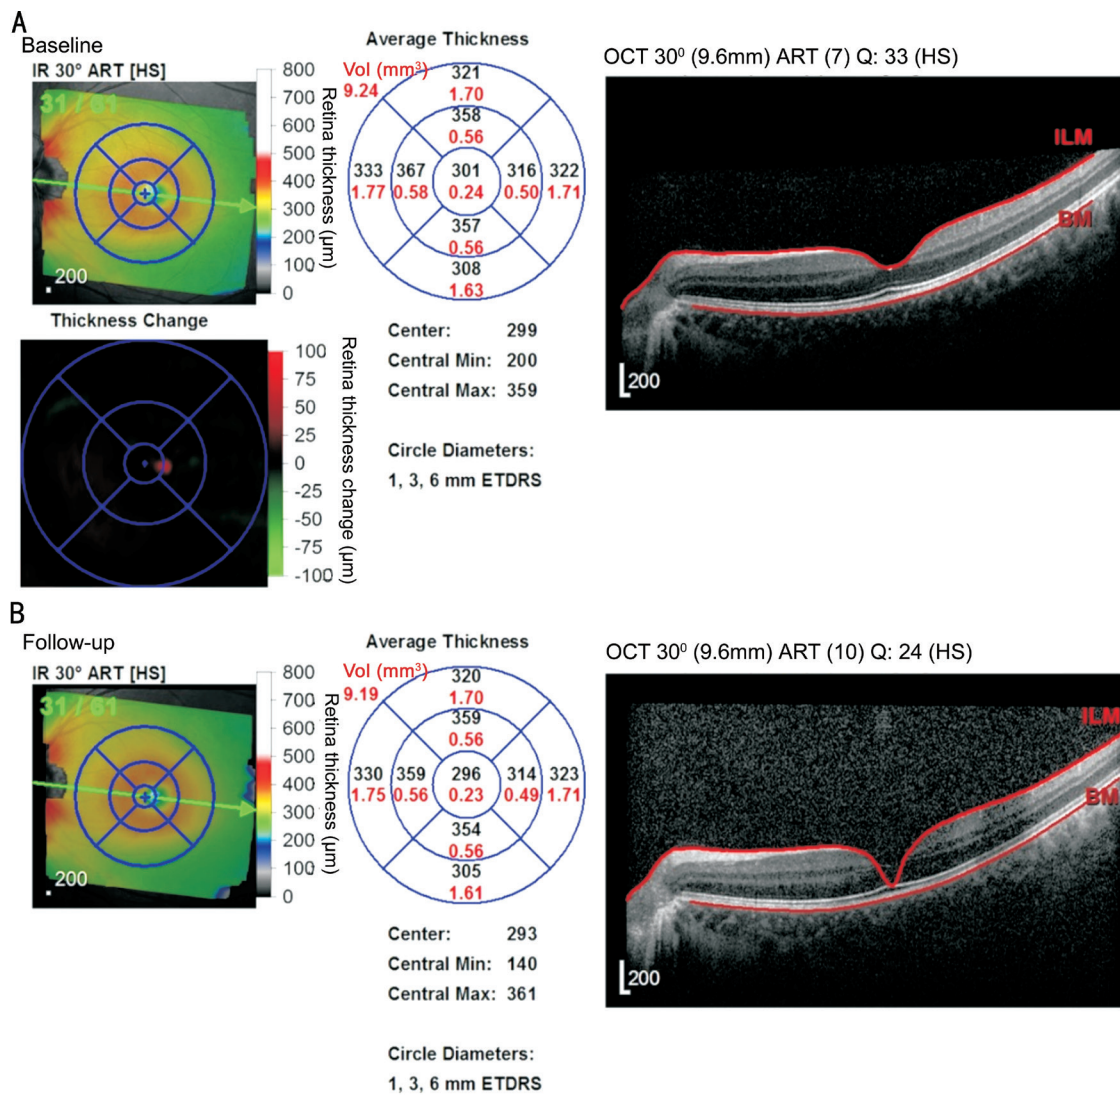 A
Baseline
IR 30° ART [HS]
31 / 61
200
800
700
600
500
400
300
200
100
0
Retina thickness (µm)
Average Thickness
Vol (mm³)
9.24
321
1.70
358
0.56
333 367 301 316 322
1.77 0.58 0.24 0.50 1.71
357
0.56
308
1.63
Center: 299
Central Min: 200
Central Max: 359
Circle Diameters:
1, 3, 6 mm ETDRS
OCT 30⁰ (9.6mm) ART (7) Q: 33 (HS)
ILM
BM
200
Thickness Change
100
75
50
25
0
-25
-50
-75
-100
Retina thickness change (µm)
B
Follow-up
IR 30° ART [HS]
31 / 61
200
800
700
600
500
400
300
200
100
0
Retina thickness (µm)
Average Thickness
Vol (mm³)
9.19
320
1.70
359
0.56
330 359 296 314 323
1.75 0.56 0.23 0.49 1.71
354
0.56
305
1.61
Center: 293
Central Min: 140
Central Max: 361
Circle Diameters:
1, 3, 6 mm ETDRS
OCT 30⁰ (9.6mm) ART (10) Q: 24 (HS)
ILM
BM
200